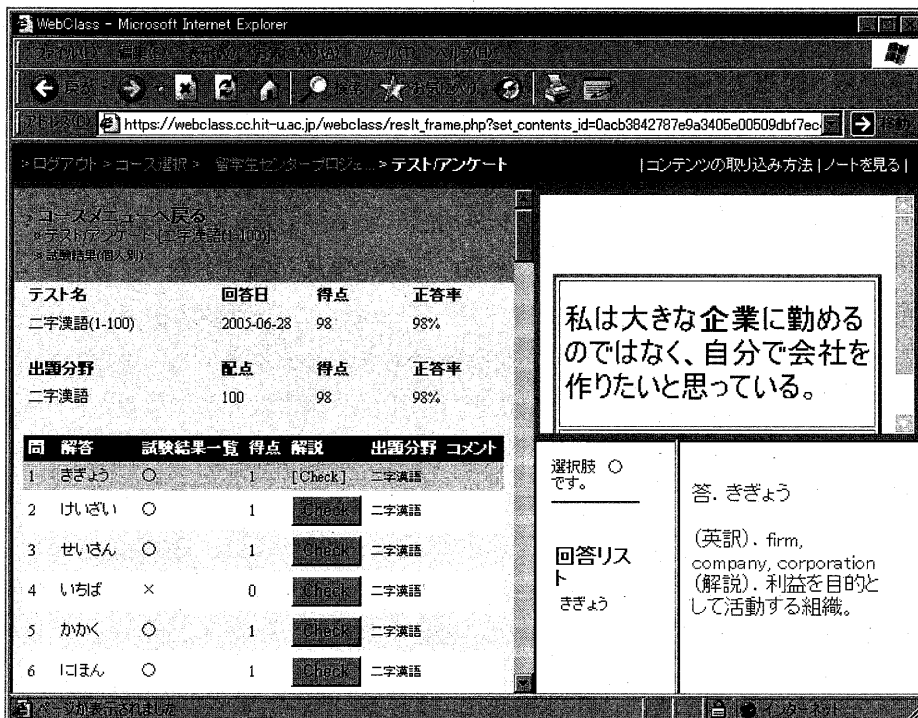 WebClass - Microsoft Internet Explorer
https://webclass.cc.hit-u.ac.jp/webclass/reslt_frame.php?set_contents_id=0acb3842787e9a3405e00509dbf7ec
>ログアウト >コース選択 > 留学生センタープロジェ... >テスト/アンケート |コンテンツの取り込み方法|ノートを見る|
» コースメニューへ戻る
»テスト/アンケート [二字漢語(1-100)]
»試験結果(個人別)
テスト名 回答日 得点 正答率
二字漢語(1-100) 2005-06-28 98 98%
出題分野 配点 得点 正答率
二字漢語 100 98 98%
問 解答 試験結果一覧 得点 解説 出題分野 コメント
1 きぎょう ○ 1 [Check] 二字漢語
2 けいざい ○ 1 Check 二字漢語
3 せいさん ○ 1 Check 二字漢語
4 いちば × 0 Check 二字漢語
5 かかく ○ 1 Check 二字漢語
6 にほん ○ 1 Check 二字漢語
私は大きな企業に勤める
のではなく、自分で会社を
作りたいと思っている。
選択肢 ○
です。
回答リス
ト
きぎょう
答. きぎょう
(英訳). firm,
company, corporation
(解説). 利益を目的と
して活動する組織。
ページが表示されました
インターネット